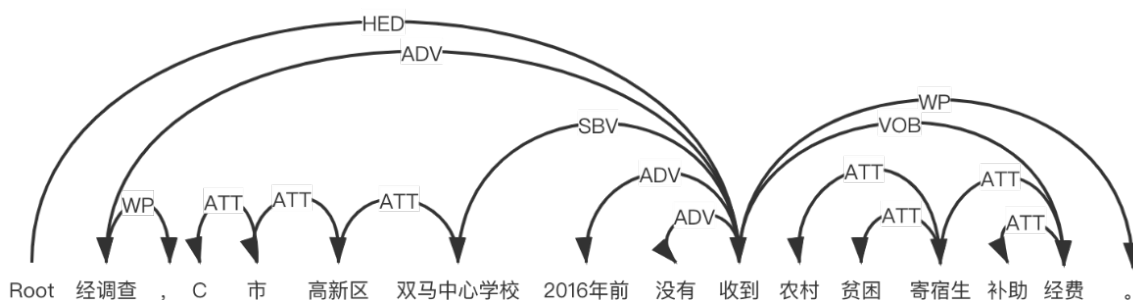 HED
ADV
WP
SBV
VOB
ADV
ATT
ATT
WP
ATT
ATT
ATT
ADV
ATT
ATT
Root 经调查 , C 市 高新区 双马中心学校 2016年前 没有 收到 农村 贫困 寄宿生 补助 经费 。